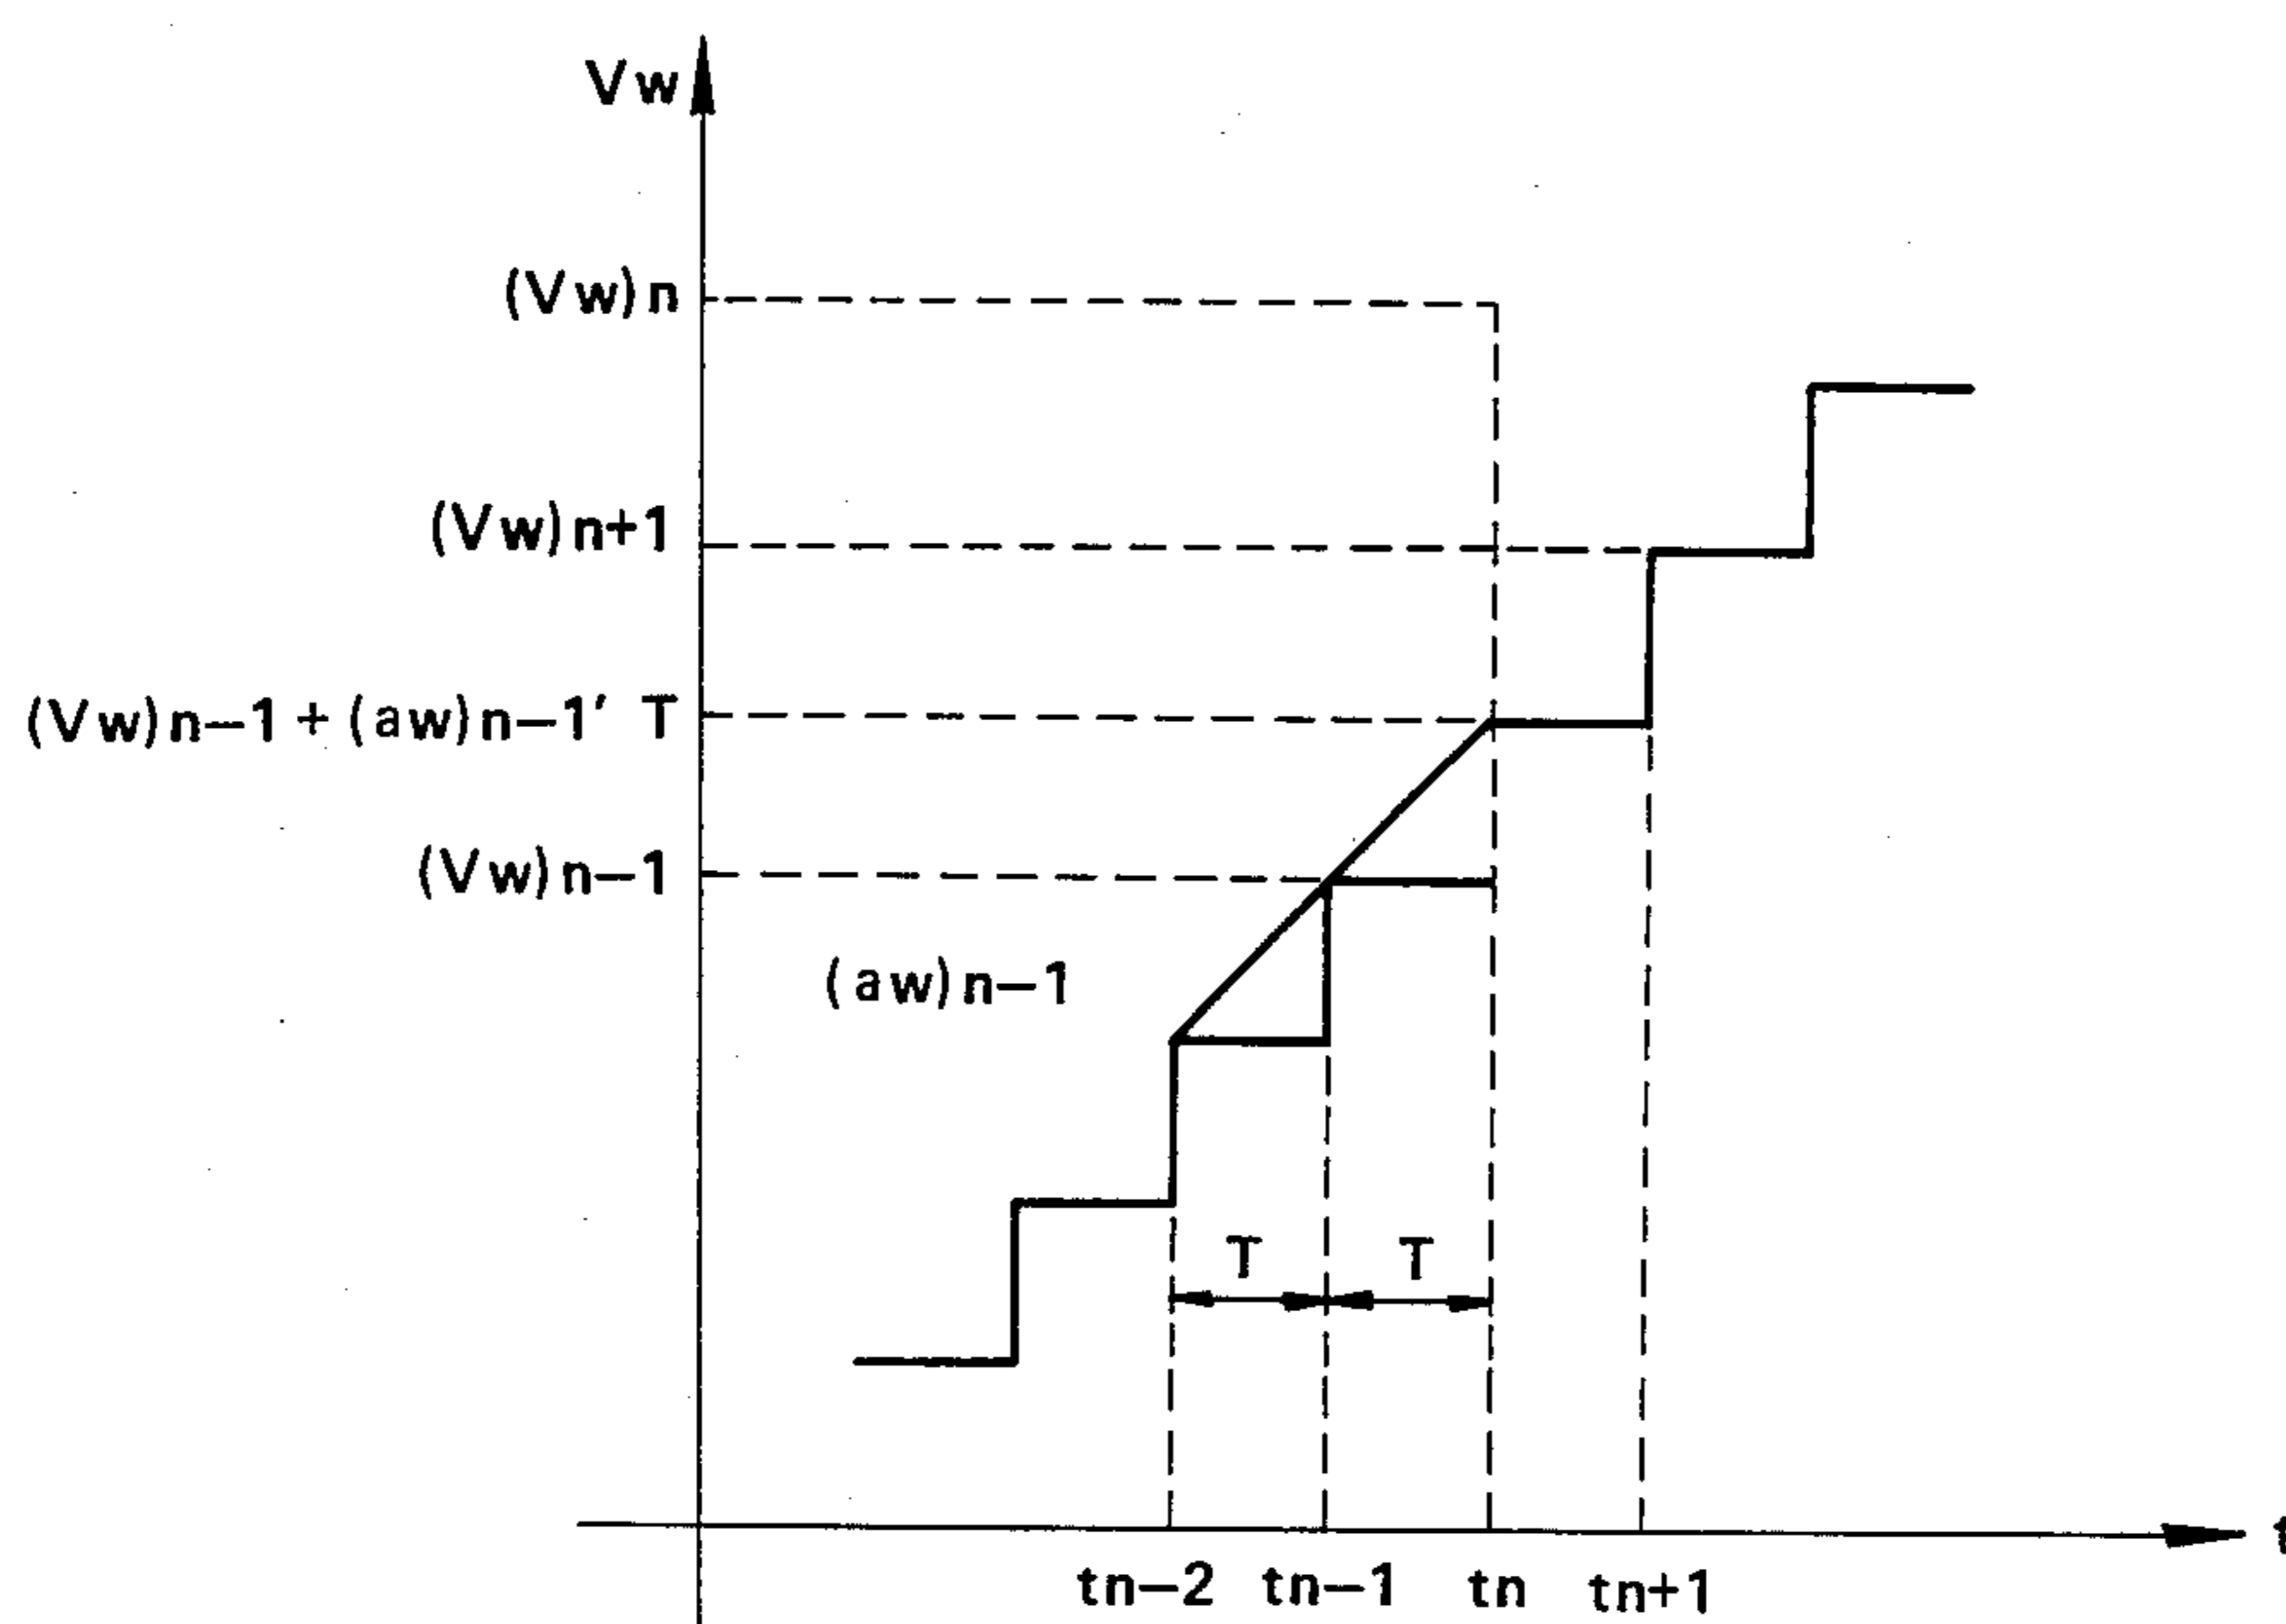 Vw
(Vw)n
(Vw)n+1
(Vw)n−1 + (aw)n−1′ T
(Vw)n−1
(aw)n−1
T T
t
tn−2 tn−1 tn tn+1